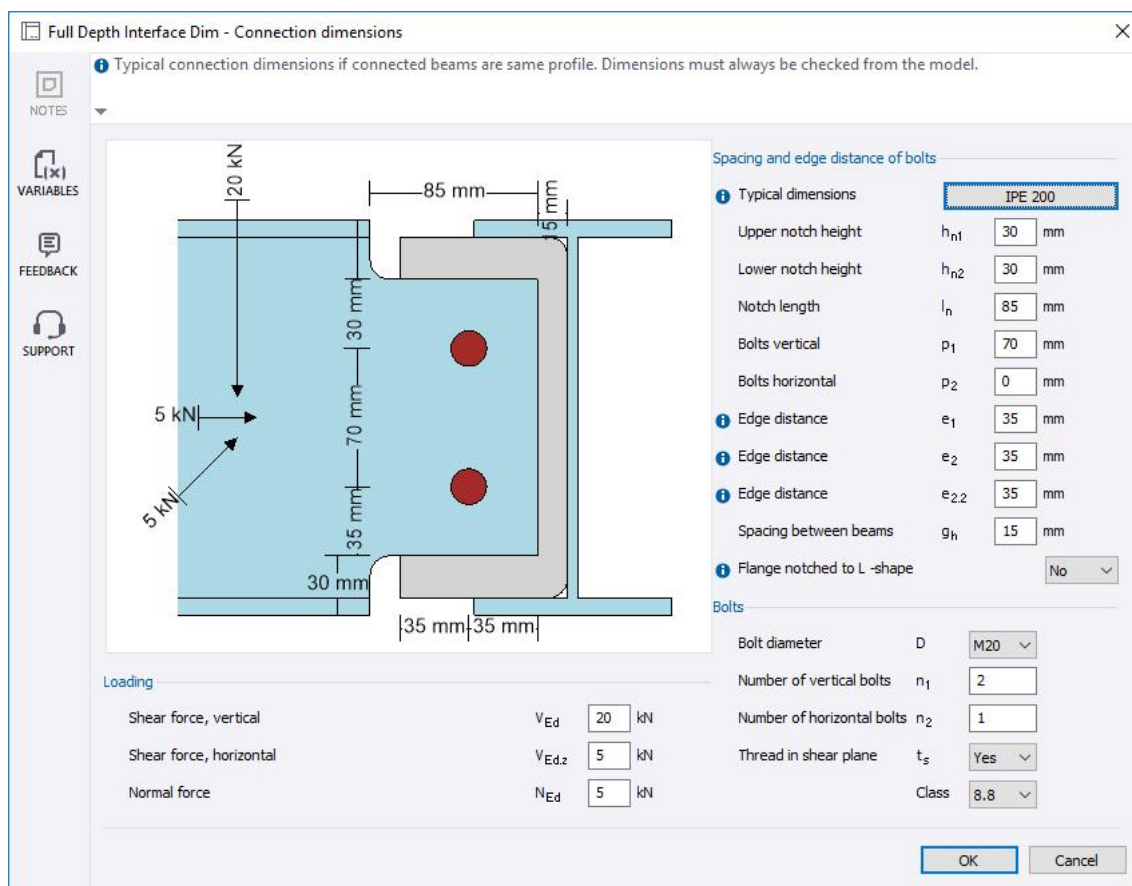 Full Depth Interface Dim - Connection dimensions
NOTES
VARIABLES
FEEDBACK
SUPPORT
Typical connection dimensions if connected beams are same profile. Dimensions must always be checked from the model.
20 kN
85 mm
15 mm
30 mm
5 kN
70 mm
5 kN
35 mm
30 mm
35 mm
35 mm
Loading
Shear force, vertical VEd 20 kN
Shear force, horizontal VEd.z 5 kN
Normal force NEd 5 kN
Spacing and edge distance of bolts
Typical dimensions IPE 200
Upper notch height hn1 30 mm
Lower notch height hn2 30 mm
Notch length ln 85 mm
Bolts vertical p1 70 mm
Bolts horizontal p2 0 mm
Edge distance e1 35 mm
Edge distance e2 35 mm
Edge distance e2.2 35 mm
Spacing between beams gh 15 mm
Flange notched to L -shape No
Bolts
Bolt diameter D M20
Number of vertical bolts n1 2
Number of horizontal bolts n2 1
Thread in shear plane ts Yes
Class 8.8
OK Cancel